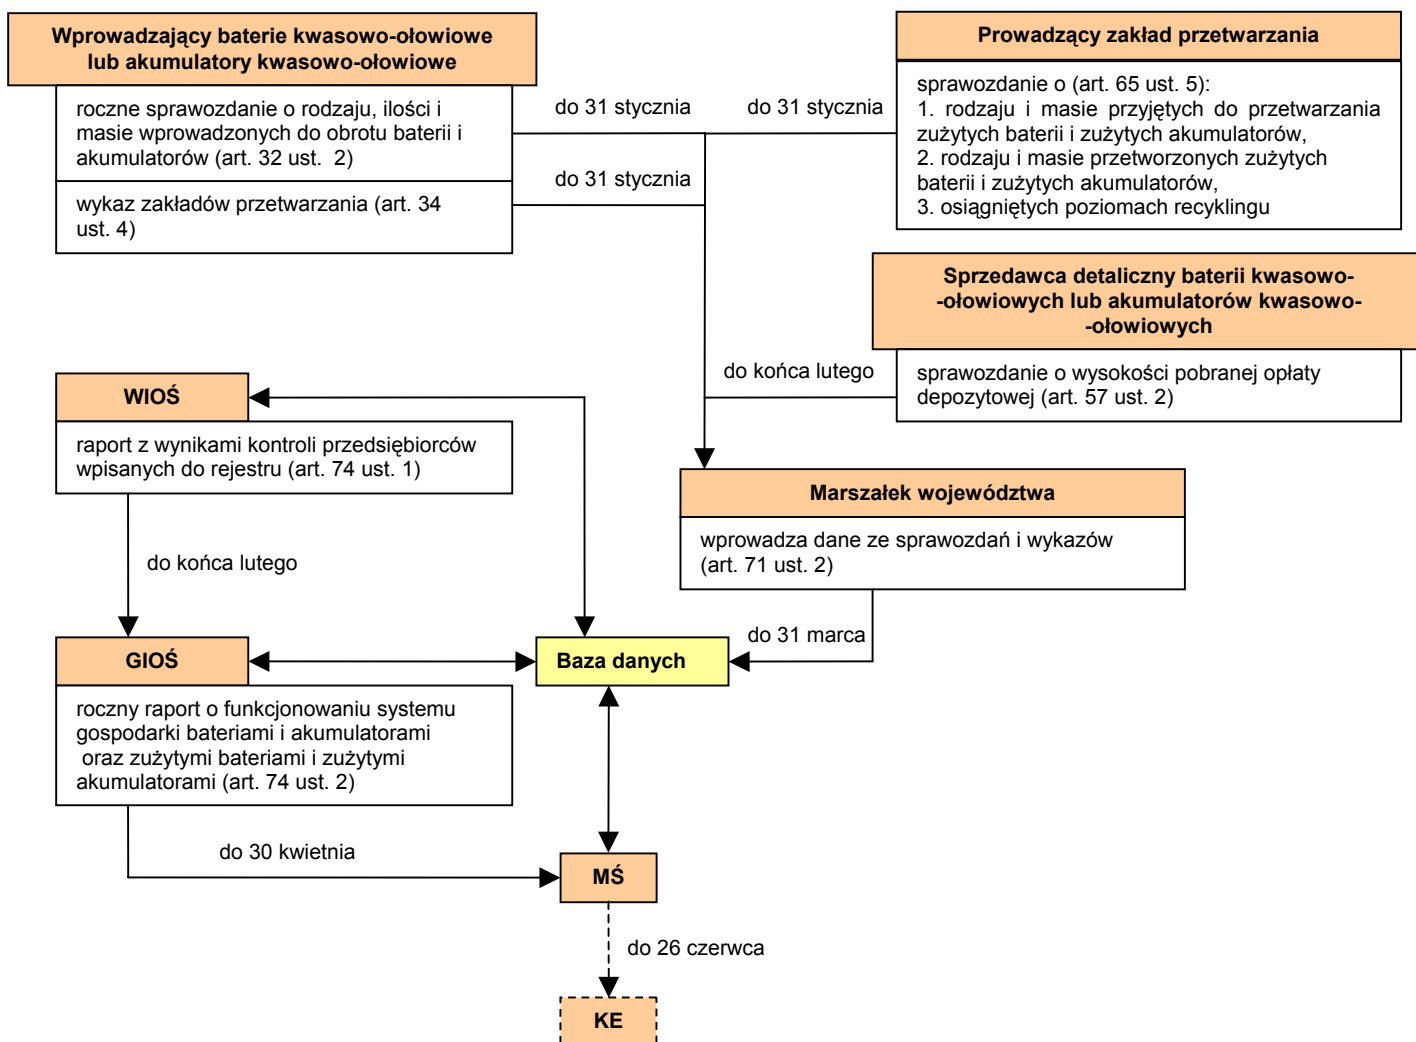 Wprowadzający baterie kwasowo-ołowiowe
lub akumulatory kwasowo-ołowiowe
roczne sprawozdanie o rodzaju, ilości i
masie wprowadzonych do obrotu baterii i
akumulatorów (art. 32 ust. 2)
wykaz zakładów przetwarzania (art. 34
ust. 4)
do 31 stycznia
do 31 stycznia
do 31 stycznia
Prowadzący zakład przetwarzania
sprawozdanie o (art. 65 ust. 5):
1. rodzaju i masie przyjętych do przetwarzania
zużytych baterii i zużytych akumulatorów,
2. rodzaju i masie przetworzonych zużytych
baterii i zużytych akumulatorów,
3. osiągniętych poziomach recyklingu
Sprzedawca detaliczny baterii kwasowo-
-ołowiowych lub akumulatorów kwasowo-
-ołowiowych
do końca lutego
sprawozdanie o wysokości pobranej opłaty
depozytowej (art. 57 ust. 2)
WIOŚ
raport z wynikami kontroli przedsiębiorców
wpisanych do rejestru (art. 74 ust. 1)
Marszałek województwa
wprowadza dane ze sprawozdań i wykazów
(art. 71 ust. 2)
do końca lutego
do 31 marca
GIOŚ
Baza danych
roczny raport o funkcjonowaniu systemu
gospodarki bateriami i akumulatorami
oraz zużytymi bateriami i zużytymi
akumulatorami (art. 74 ust. 2)
do 30 kwietnia
MŚ
do 26 czerwca
KE